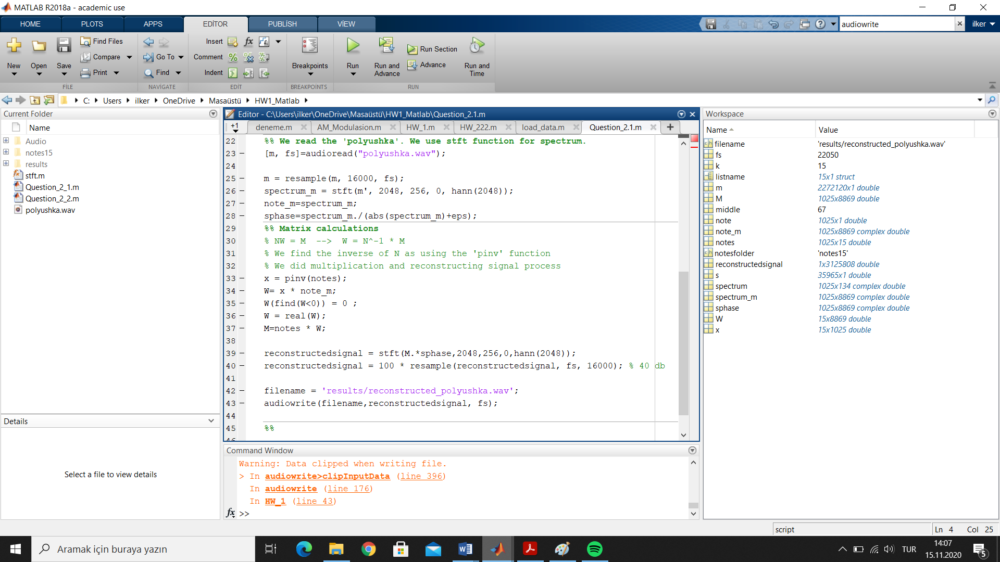 MATLAB R2018a - academic use
HOME PLOTS APPS EDİTOR PUBLİSH VİEW
audiowrite
ilker
New
Open
Save
Find Files
Compare
Print
FILE
Go To
Find
NAVİGATE
Insert
fx
Comment
Indent
EDİT
Breakpoints
BREAKPOİNTS
Run
Run and Advance
Run Section
Advance
Run and Time
RUN
C: Users ilker OneDrive Masaüstü HW1_Matlab
Current Folder
Name
Audio
notes15
results
stft.m
Question_2_1.m
Question_2_2.m
polyushka.wav
Details
Select a file to view details
Editor - C:\Users\ilker\OneDrive\Masaüstü\HW1_Matlab\Question_2.1.m
+1 deneme.m AM_Modulasion.m HW_1.m HW_222.m load_data.m Question_2.1.m +
22 %% We read the 'polyushka'. We use stft function for spectrum.
23 – [m, fs]=audioread("polyushka.wav");
24
25 – m = resample(m, 16000, fs);
26 – spectrum_m = stft(m', 2048, 256, 0, hann(2048));
27 – note_m=spectrum_m;
28 – sphase=spectrum_m./(abs(spectrum_m)+eps);
29 %% Matrix calculations
30 % NW = M --> W = N^-1 * M
31 % We find the inverse of N as using the 'pinv' function
32 % We did multiplication and reconstructing signal process
33 – x = pinv(notes);
34 – W= x * note_m;
35 – W(find(W<0)) = 0 ;
36 – W = real(W);
37 – M=notes * W;
38
39 – reconstructedsignal = stft(M.*sphase,2048,256,0,hann(2048));
40 – reconstructedsignal = 100 * resample(reconstructedsignal, fs, 16000); % 40 db
41
42 – filename = 'results/reconstructed_polyushka.wav';
43 – audiowrite(filename,reconstructedsignal, fs);
44
45 %%
46
Command Window
Warning: Data clipped when writing file.
> In audiowrite>clipInputData (line 396)
In audiowrite (line 176)
In HW_1 (line 43)
fx >>
Workspace
Name Value
filename 'results/reconstructed_polyushka.wav'
fs 22050
k 15
listname 15x1 struct
m 2272120x1 double
M 1025x8869 double
middle 67
note 1025x1 double
note_m 1025x8869 complex double
notes 1025x15 double
notesfolder 'notes15'
reconstructedsignal 1x3125808 double
s 35965x1 double
spectrum 1025x134 complex double
spectrum_m 1025x8869 complex double
sphase 1025x8869 complex double
W 15x8869 double
x 15x1025 double
script Ln 4 Col 25
Aramak için buraya yazın
TUR
14:07
15.11.2020
5